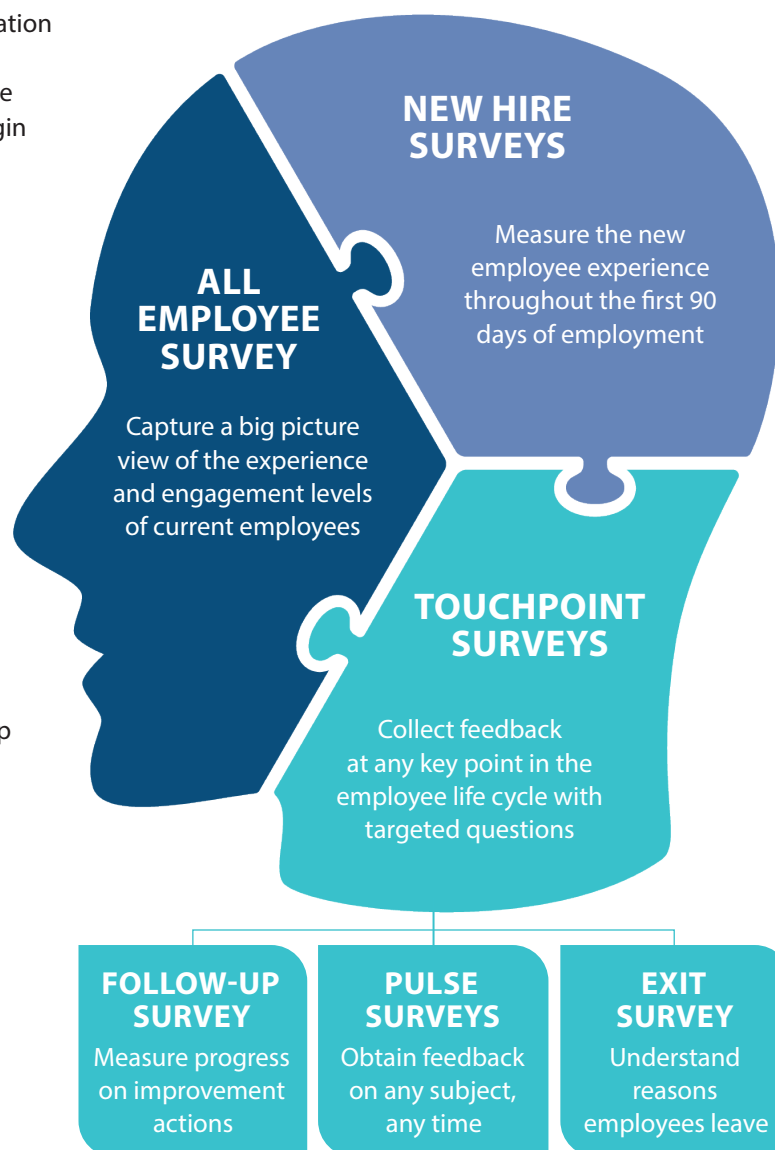 NEW HIRE
SURVEYS
Measure the new
employee experience
throughout the first 90
days of employment
ALL
EMPLOYEE
SURVEY
Capture a big picture
view of the experience
and engagement levels
of current employees
TOUCHPOINT
SURVEYS
Collect feedback
at any key point in the
employee life cycle with
targeted questions
FOLLOW-UP
SURVEY
Measure progress
on improvement
actions
PULSE
SURVEYS
Obtain feedback
on any subject,
any time
EXIT
SURVEY
Understand
reasons
employees leave